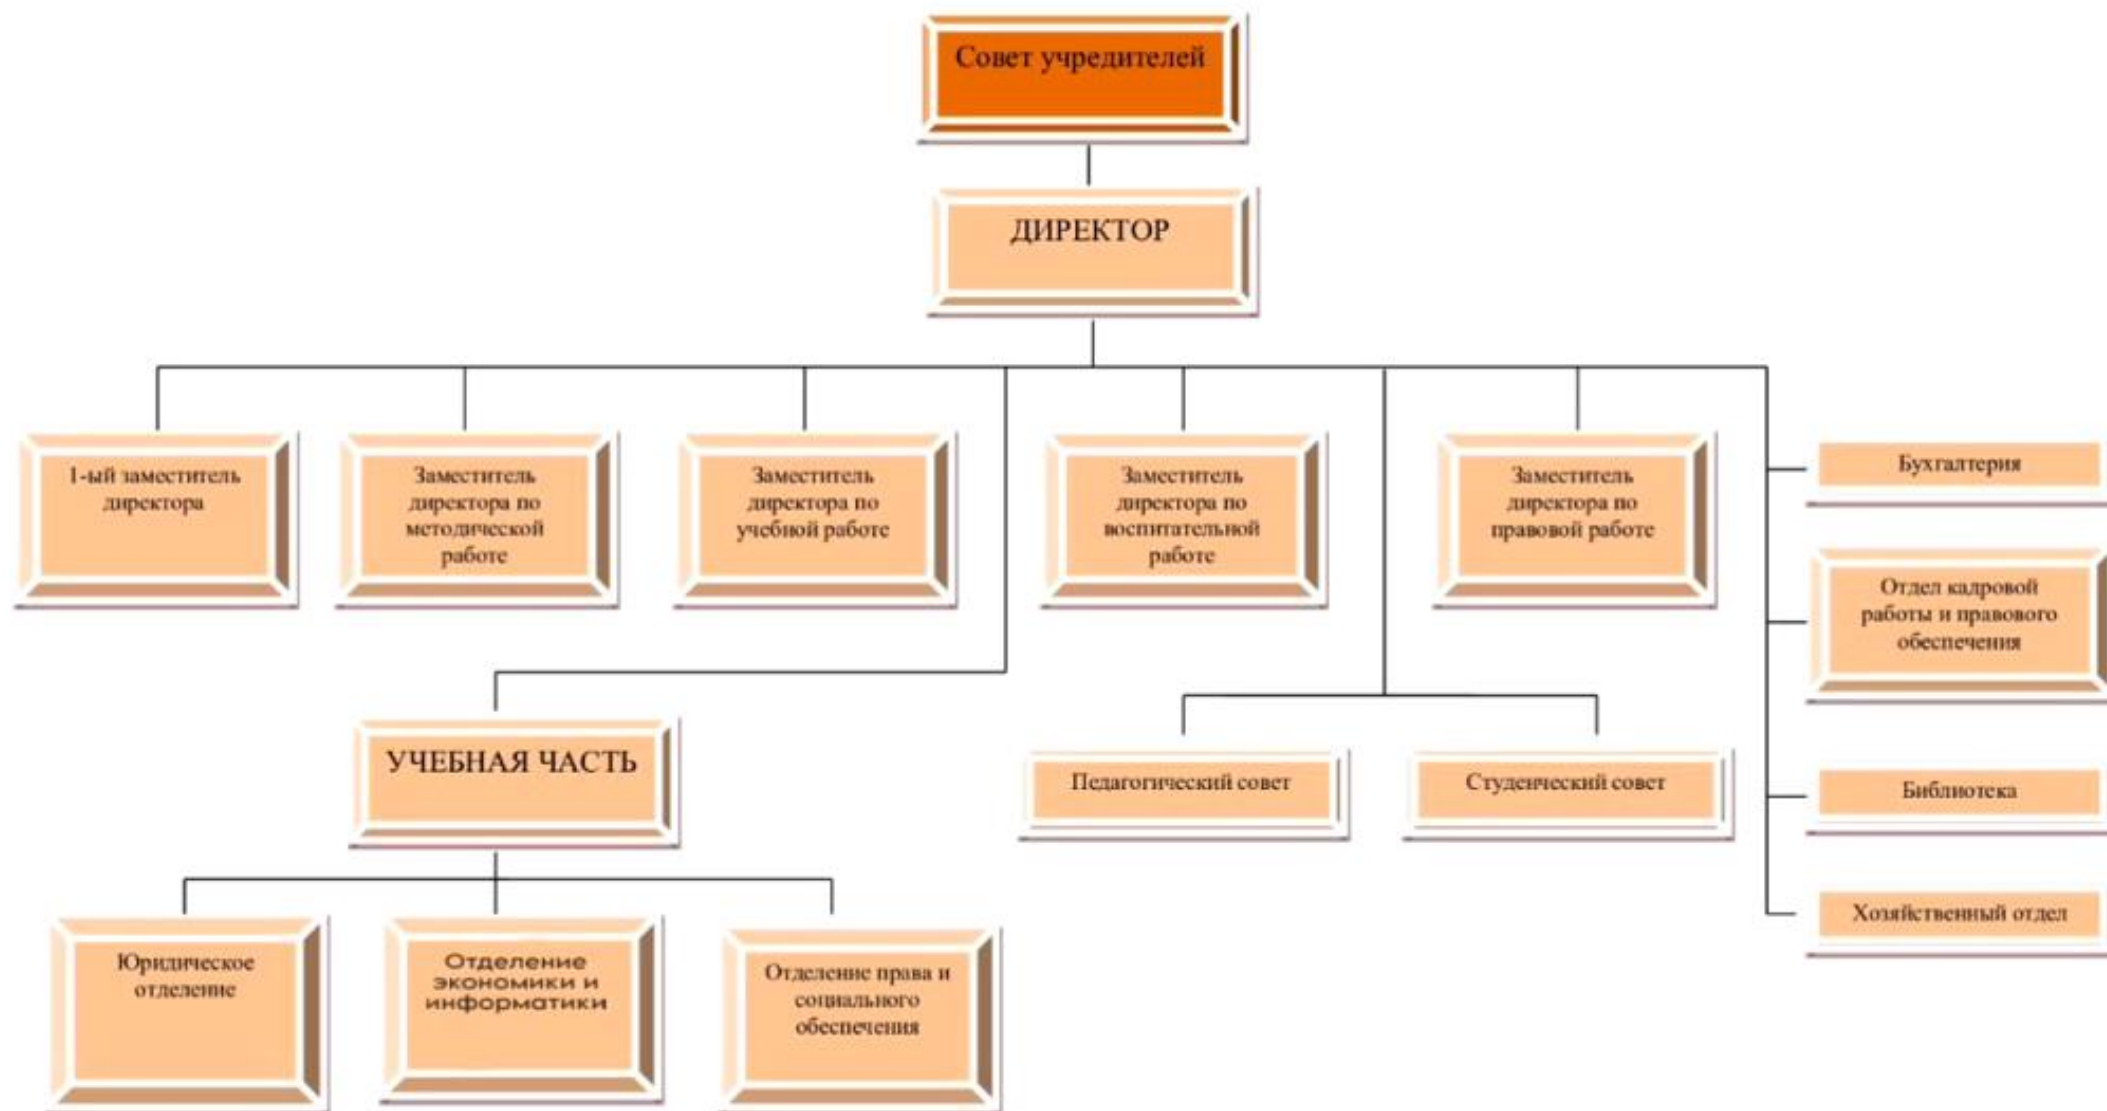 Совет учредителей
ДИРЕКТОР
1-ый заместитель
директора
Заместитель
директора по
методической
работе
Заместитель
директора по
учебной работе
Заместитель
директора по
воспитательной
работе
Заместитель
директора по
правовой работе
Бухгалтерия
Отдел кадровой
работы и правового
обеспечения
Библиотека
Хозяйственный отдел
УЧЕБНАЯ ЧАСТЬ
Педагогический совет
Студенческий совет
Юридическое
отделение
Отделение
экономики и
информатики
Отделение права и
социального
обеспечения